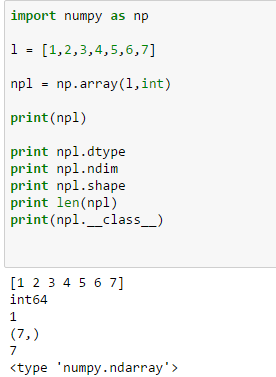 import numpy as np
l = [1,2,3,4,5,6,7]
npl = np.array(l,int)
print(npl)
print npl.dtype
print npl.ndim
print npl.shape
print len(npl)
print(npl.__class__)
[1 2 3 4 5 6 7]
int64
1
(7,)
7
<type 'numpy.ndarray'>